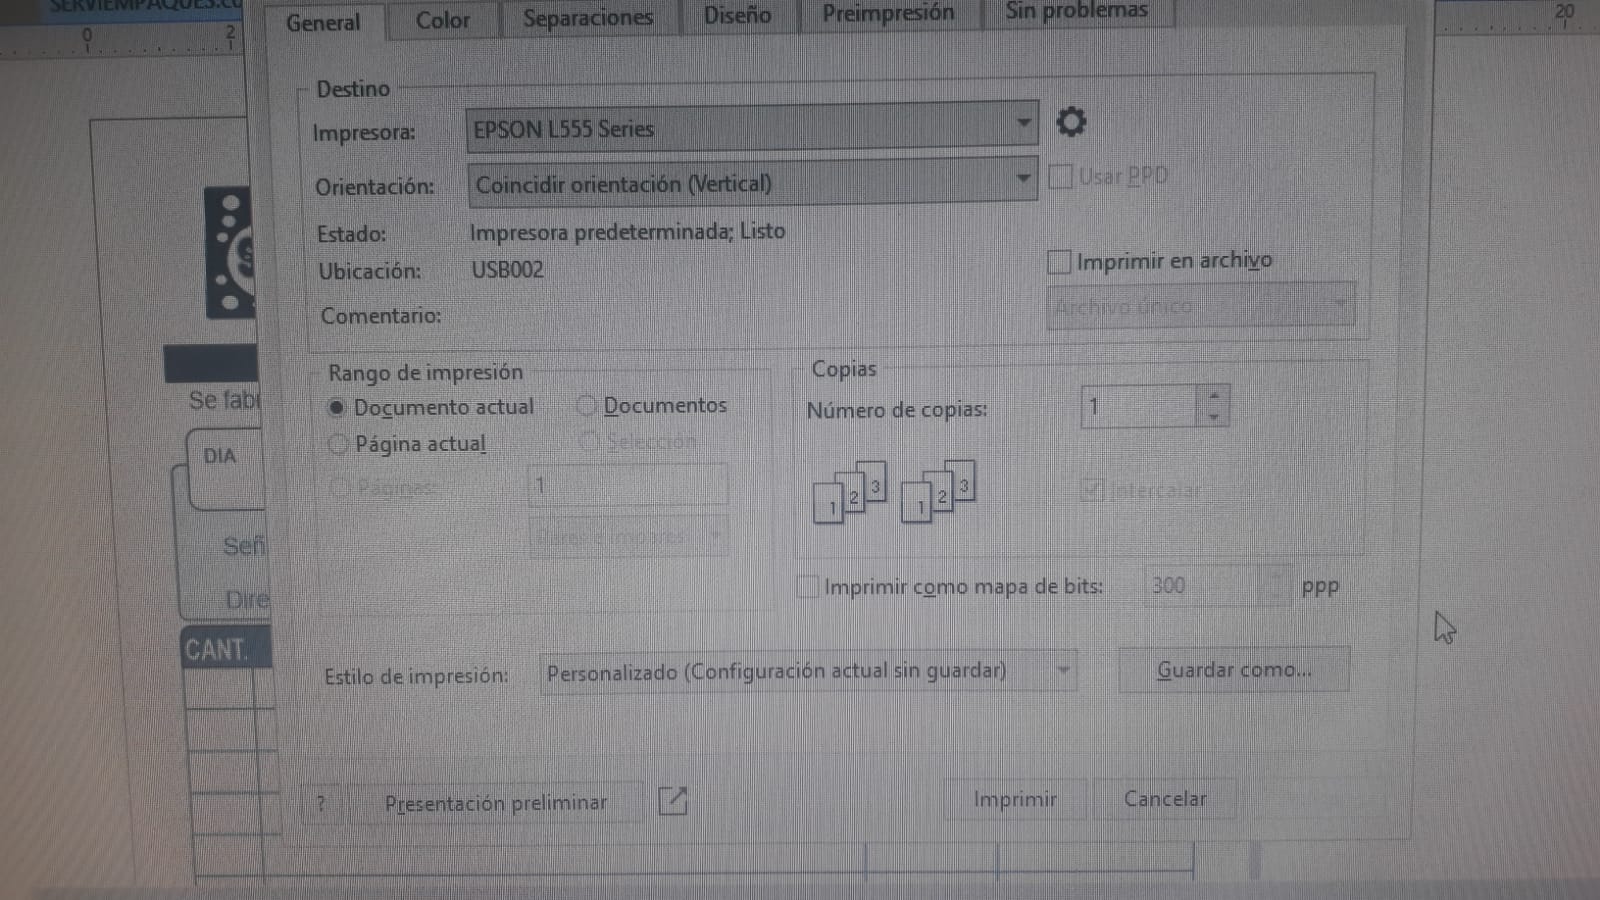 SERVIEMPAQUES.CD
0 2 20
General Color Separaciones Diseño Preimpresión Sin problemas
Destino
Impresora: EPSON L555 Series
Orientación: Coincidir orientación (Vertical) Usar PPD
Estado: Impresora predeterminada; Listo
Ubicación: USB002 Imprimir en archivo
Comentario: Archivo único
Rango de impresión Copias
Documento actual Documentos Número de copias: 1
Página actual Selección
Páginas: 1 1 2 3 1 2 3 Intercalar
Pares e impares
Imprimir como mapa de bits: 300 ppp
Estilo de impresión: Personalizado (Configuración actual sin guardar) Guardar como...
? Presentación preliminar Imprimir Cancelar
Se fabr
DIA
Señ
Dire
CANT.